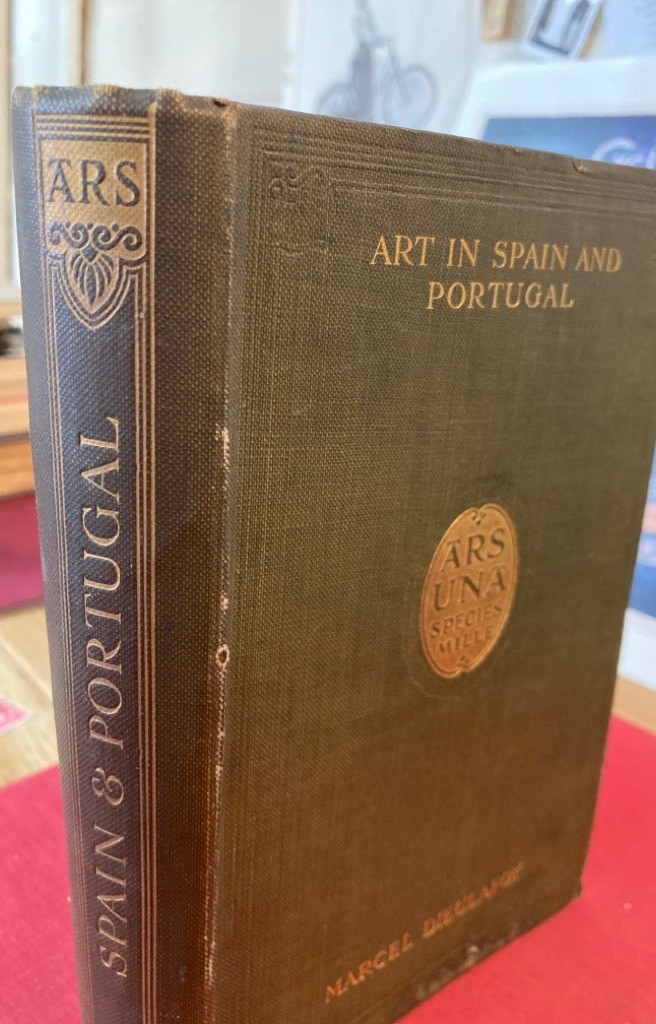 ARS
SPAIN & PORTUGAL
ART IN SPAIN AND
PORTUGAL
ARS
UNA
SPECIES
MILLE
MARCEL DIEULAFOY